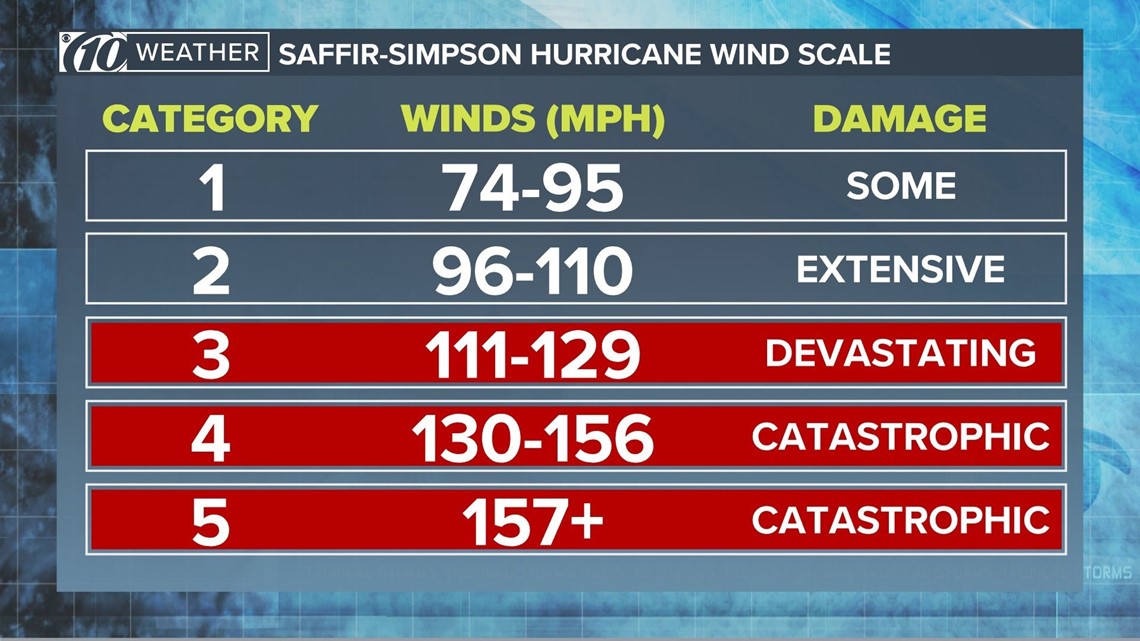 10 WEATHER SAFFIR-SIMPSON HURRICANE WIND SCALE
CATEGORY WINDS (MPH) DAMAGE
1 74-95 SOME
2 96-110 EXTENSIVE
3 111-129 DEVASTATING
4 130-156 CATASTROPHIC
5 157+ CATASTROPHIC
TORMS